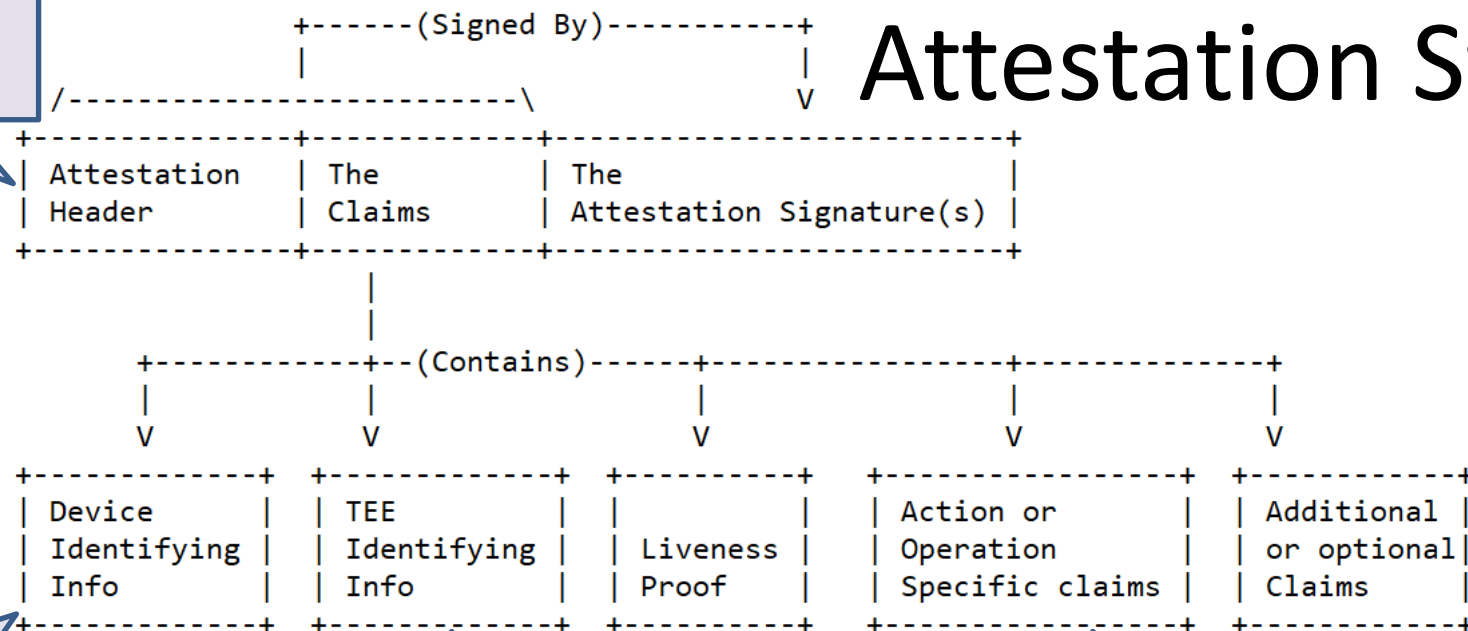 +------(Signed By)-----------+
Attestation S
|                            |
/---------------------------\                V
+---------------+-------------+-------------------------+
| Attestation   | The         | The                     |
| Header        | Claims      | Attestation Signature(s) |
+---------------+-------------+-------------------------+
|
|
+------------+--(Contains)------+----------------+--------------+
|            |                  |                |              |
V            V                  V                V              V
+-------------+  +-------------+  +----------+   +-----------------+  +------------+
| Device      |  | TEE         |  |          |   | Action or       |  | Additional |
| Identifying |  | Identifying |  | Liveness |   | Operation       |  | or optional|
| Info        |  | Info        |  | Proof    |   | Specific claims |  | Claims     |
+-------------+  +-------------+  +----------+   +-----------------+  +------------+